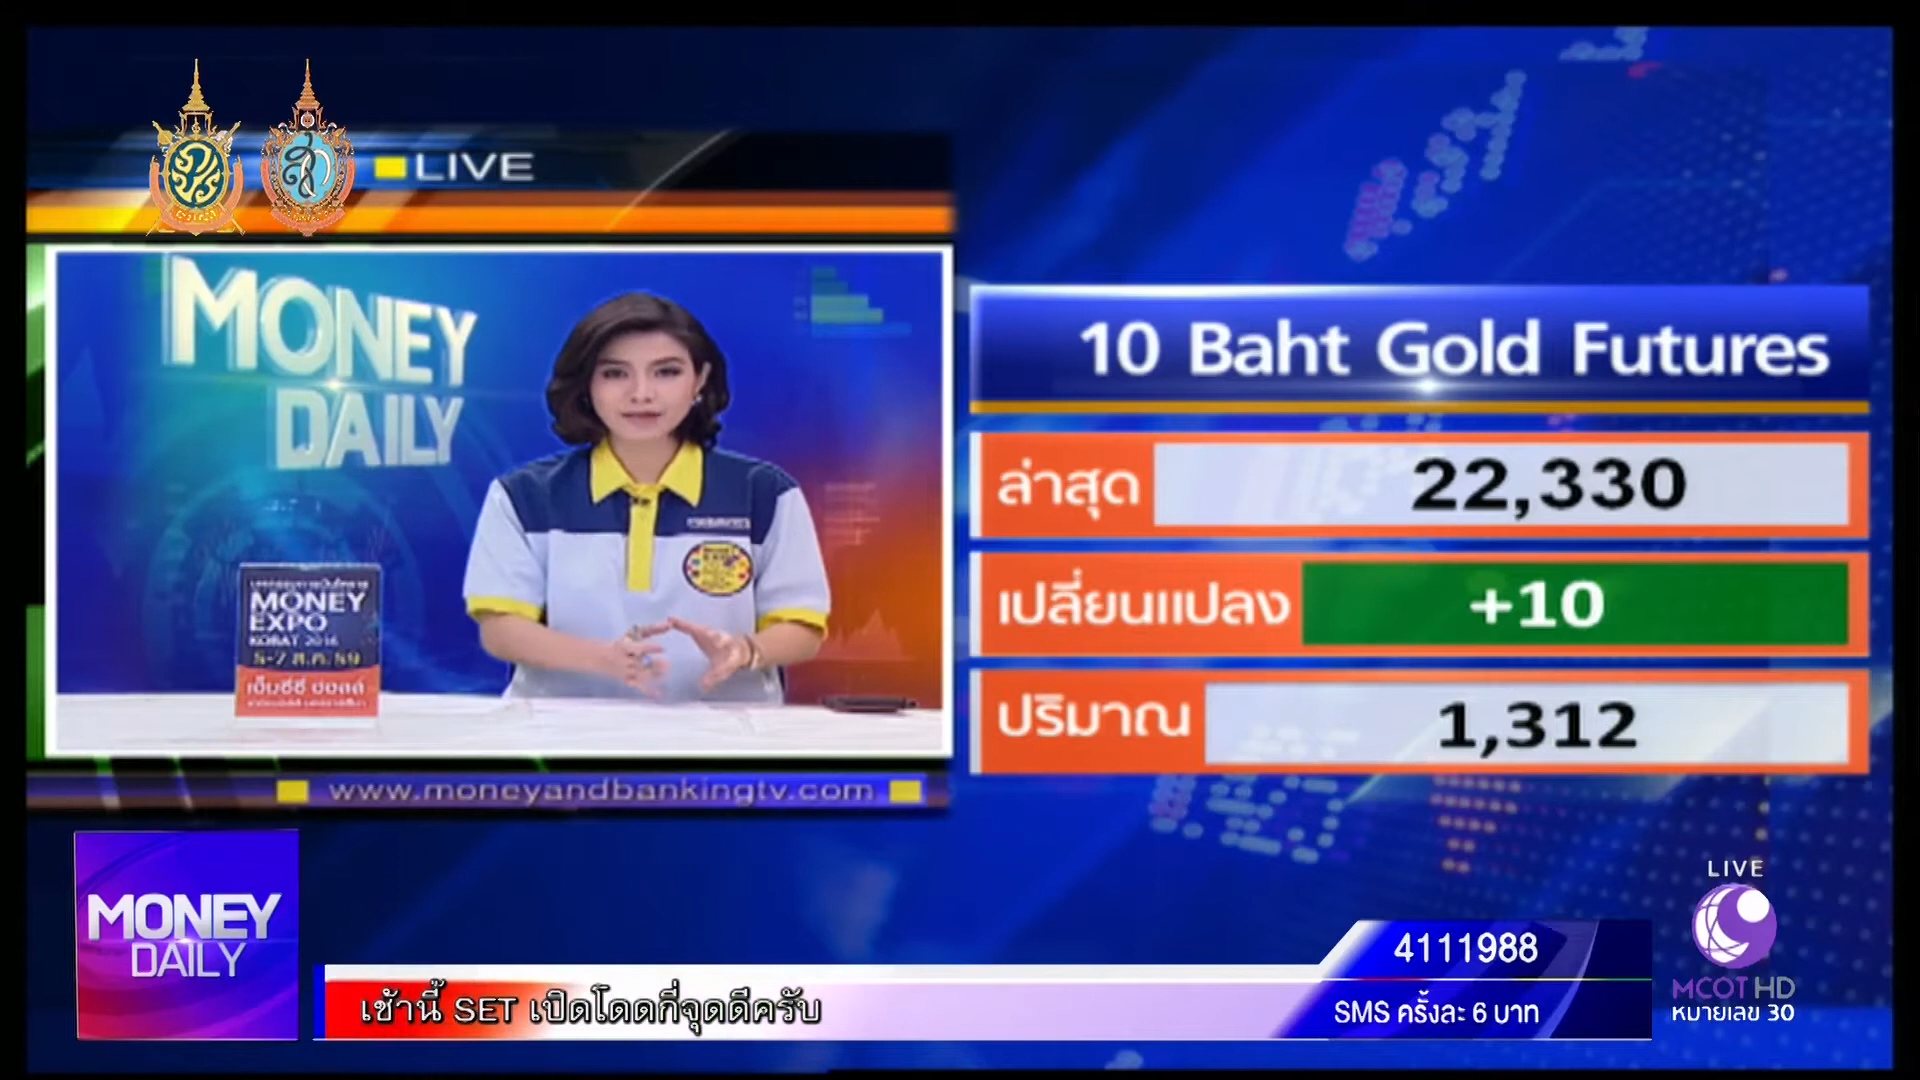 LIVE
MONEY
DAILY
MONEY
EXPO
KORAT 2016
5-7 ส.ค. 59
เอ็มซีซี ฮอลล์
www.moneyandbankingtv.com
10 Baht Gold Futures
ล่าสุด 22,330
เปลี่ยนแปลง +10
ปริมาณ 1,312
MONEY
DAILY
เช้านี้ SET เปิดโดดกี่จุดดีครับ
4111988
SMS ครั้งละ 6 บาท
LIVE
MCOT HD
หมายเลข 30